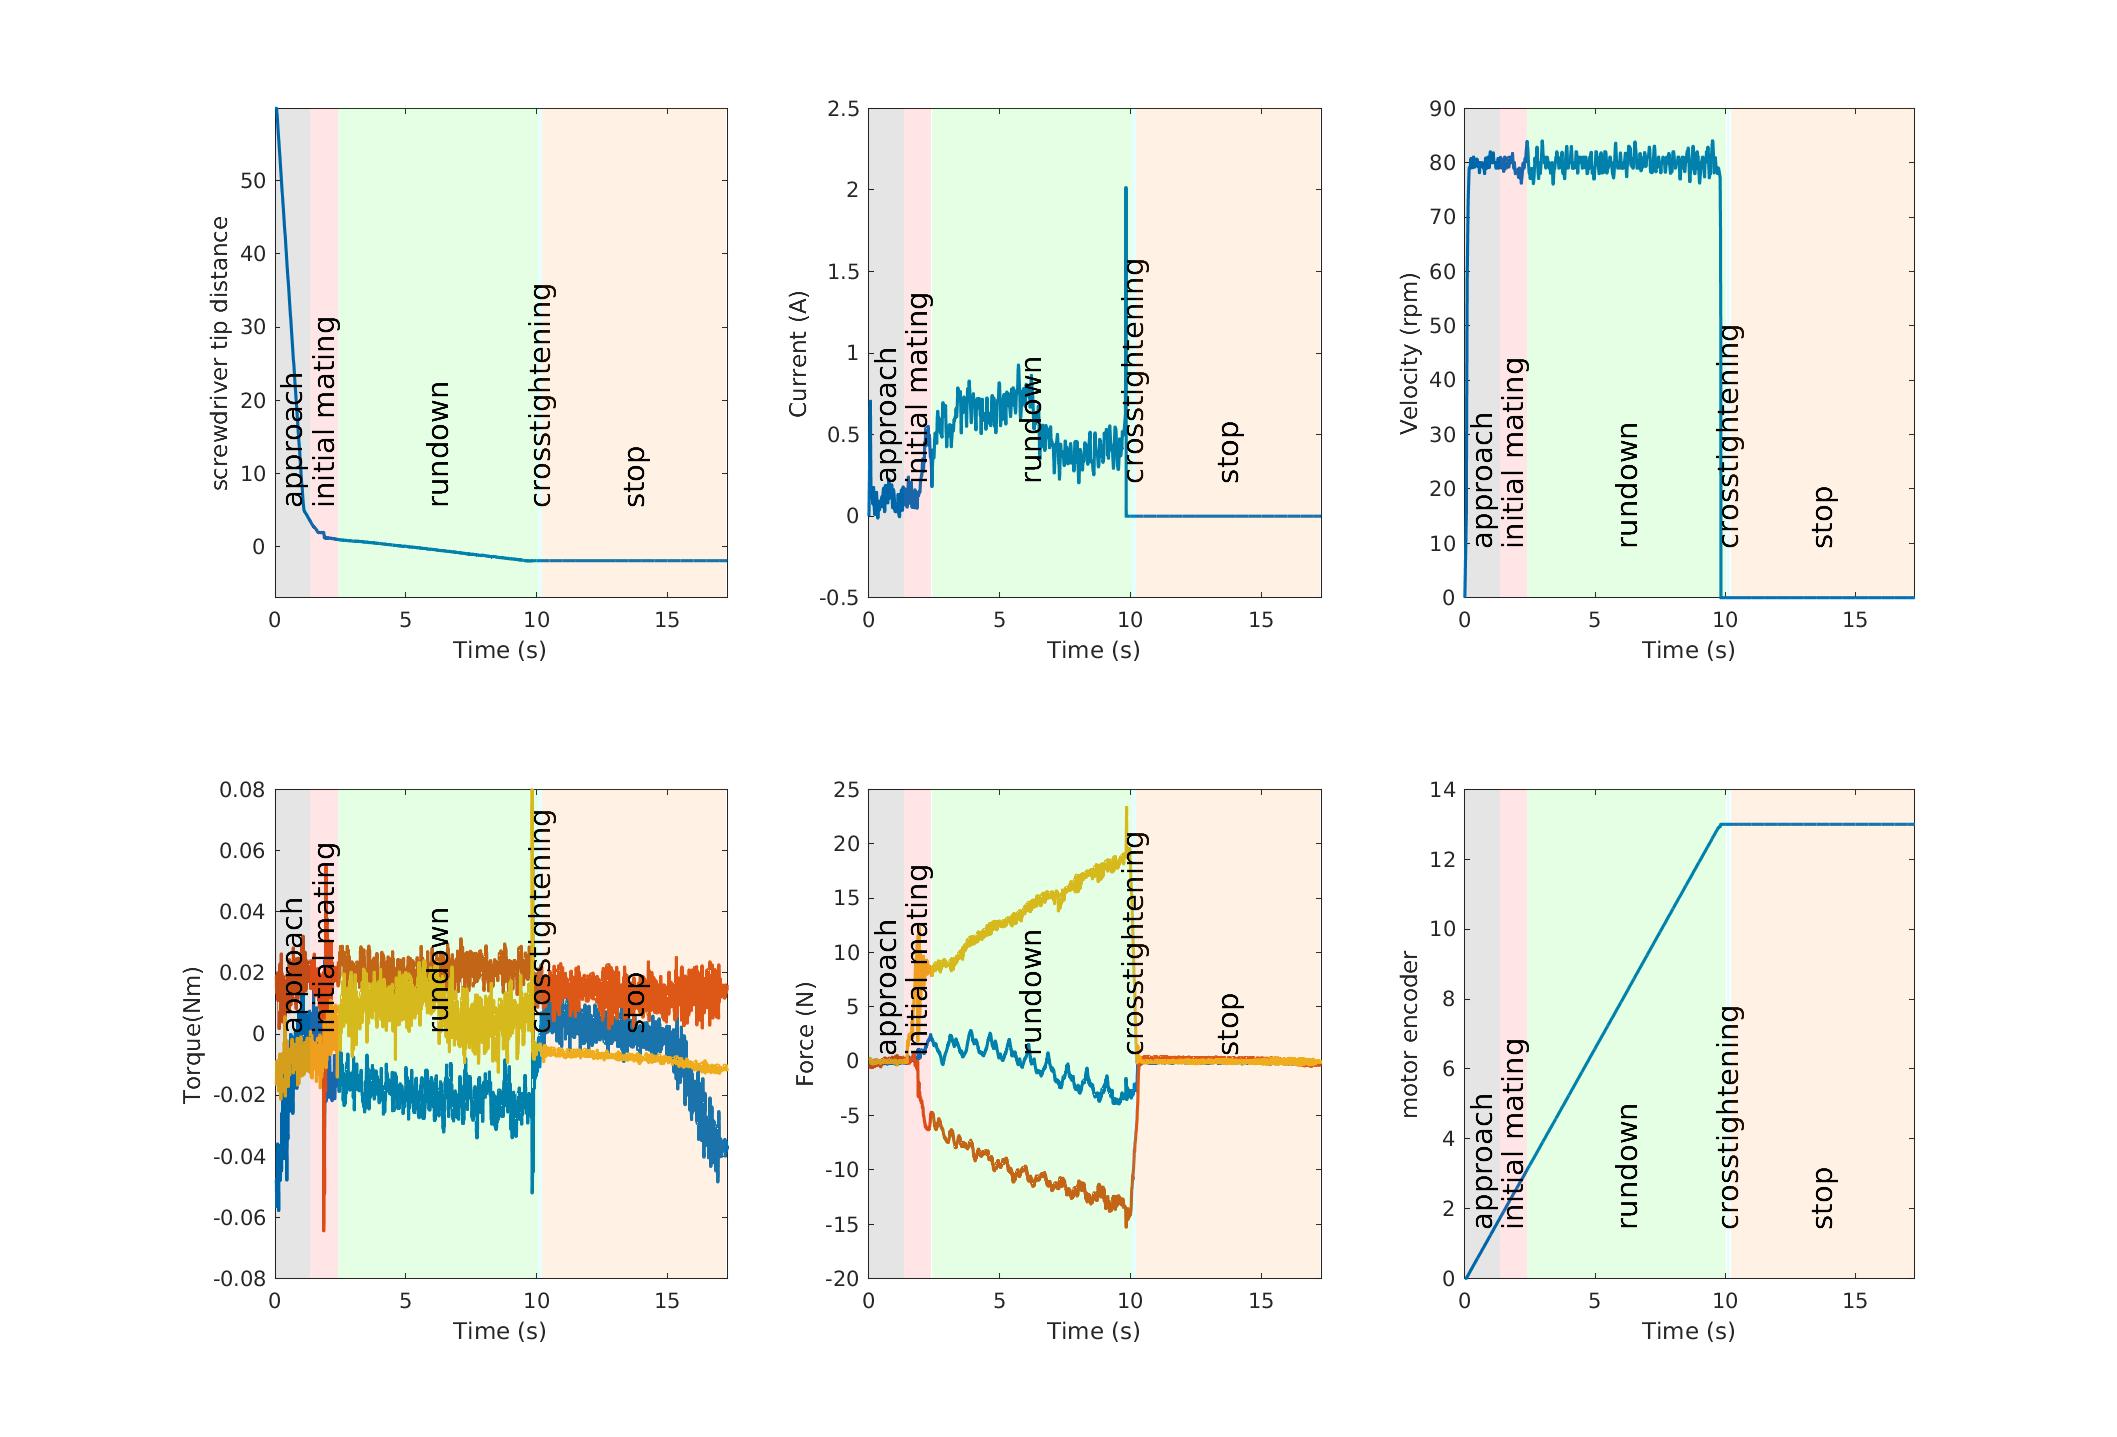 50
40
30
20
10
0
screwdriver tip distance
approach
initial mating
rundown
crosstightening
stop
0
5
10
15
Time (s)
2.5
2
1.5
1
0.5
0
-0.5
Current (A)
approach
initial mating
rundown
crosstightening
stop
0
5
10
15
Time (s)
90
80
70
60
50
40
30
20
10
0
Velocity (rpm)
approach
initial mating
rundown
crosstightening
stop
0
5
10
15
Time (s)
0.08
0.06
0.04
0.02
0
-0.02
-0.04
-0.06
-0.08
Torque(Nm)
approach
initial mating
rundown
crosstightening
stop
0
5
10
15
Time (s)
25
20
15
10
5
0
-5
-10
-15
-20
Force (N)
approach
initial mating
rundown
crosstightening
stop
0
5
10
15
Time (s)
14
12
10
8
6
4
2
0
motor encoder
approach
initial mating
rundown
crosstightening
stop
0
5
10
15
Time (s)